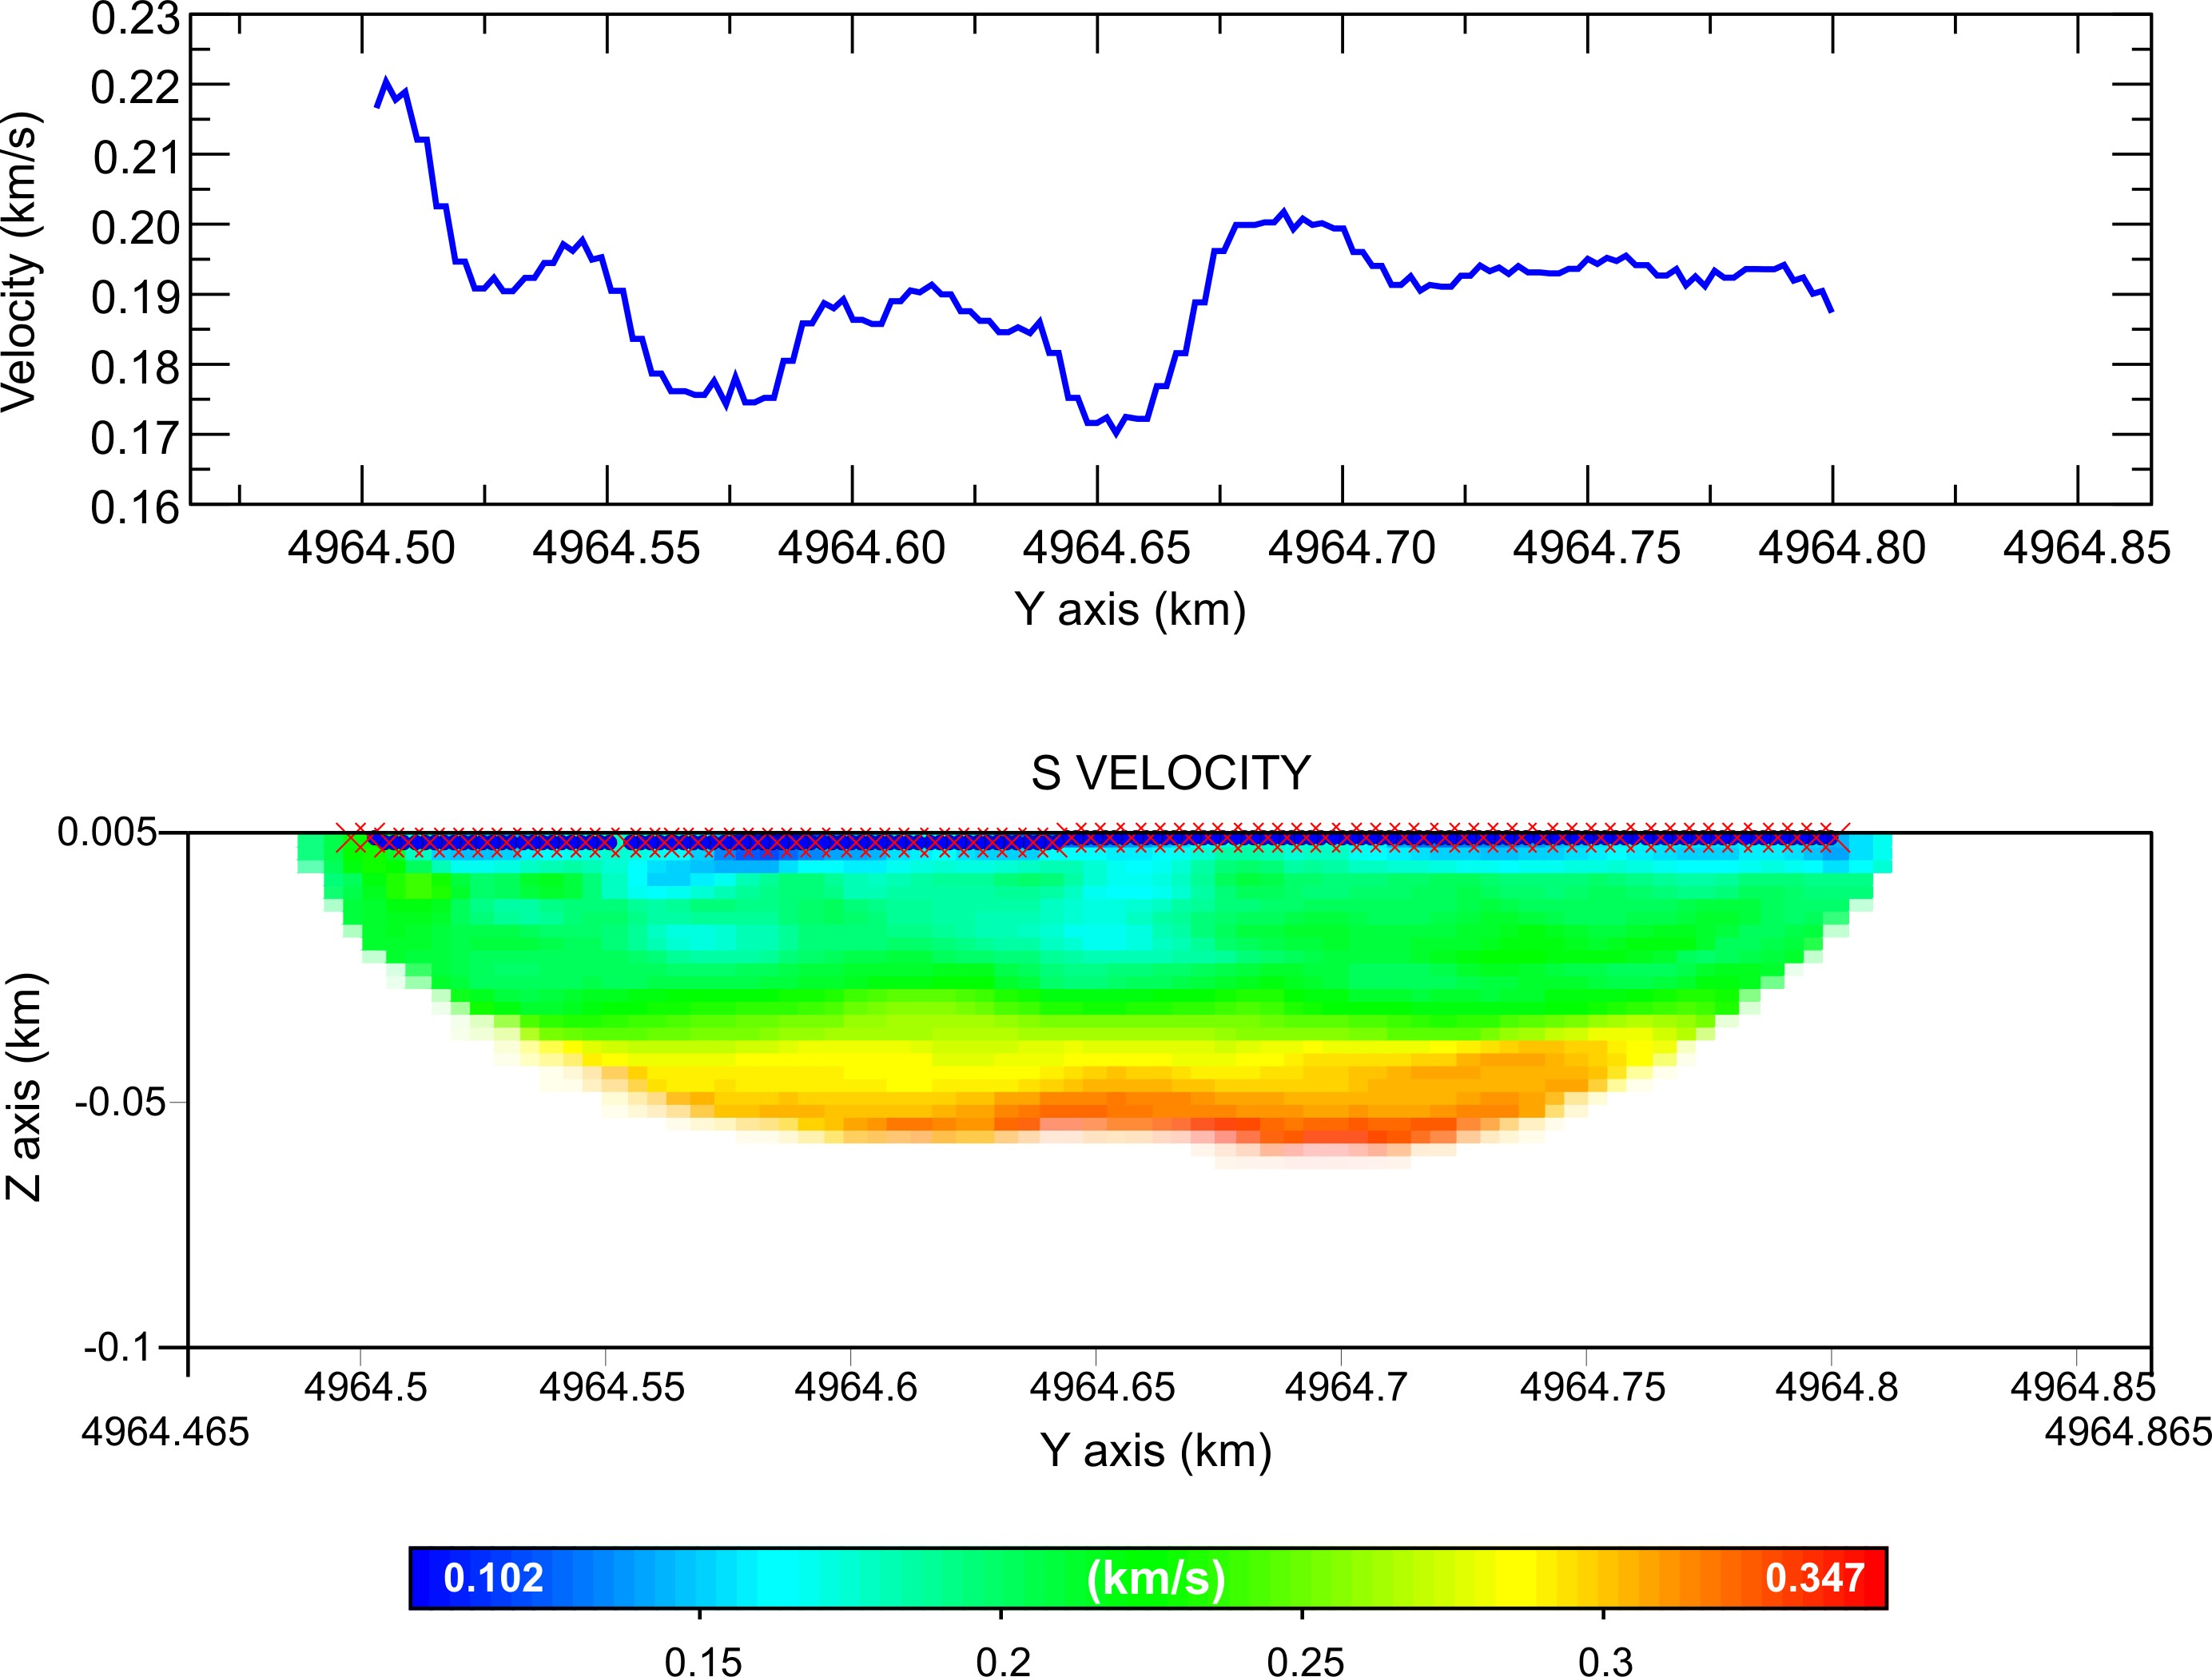 0.23
0.22
0.21
0.20
0.19
0.18
0.17
0.16
Velocity (km/s)
4964.50 4964.55 4964.60 4964.65 4964.70 4964.75 4964.80 4964.85
Y axis (km)
S VELOCITY
0.005
-0.05
-0.1
Z axis (km)
4964.5 4964.55 4964.6 4964.65 4964.7 4964.75 4964.8 4964.85
4964.465 4964.865
Y axis (km)
0.102 (km/s) 0.347
0.15 0.2 0.25 0.3